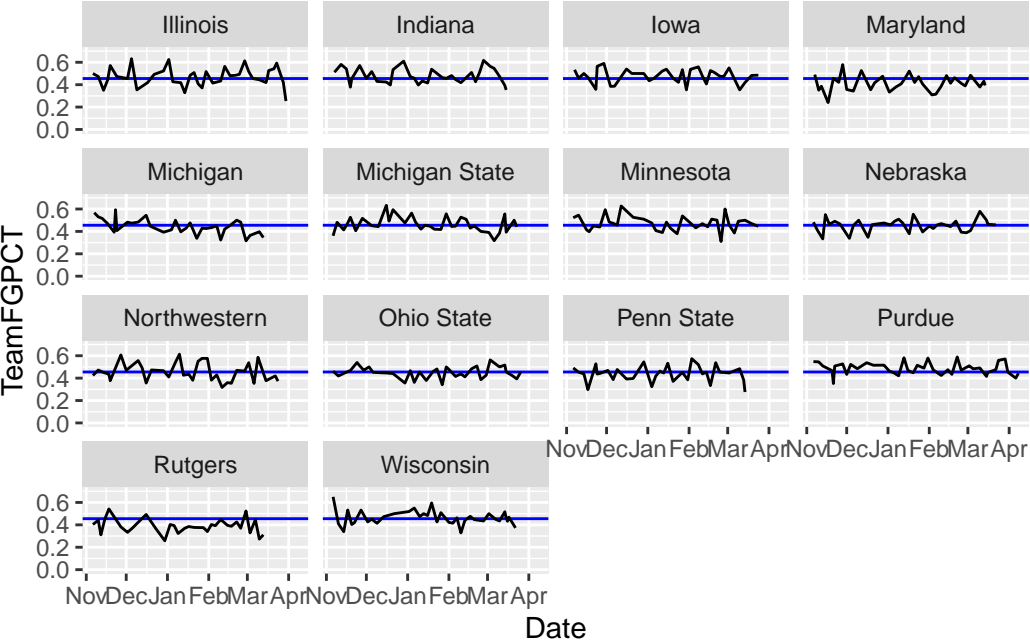 Illinois Indiana Iowa Maryland
0.6
0.4
0.2
0.0
Michigan Michigan State Minnesota Nebraska
0.6
0.4
0.2
0.0
Northwestern Ohio State Penn State Purdue
0.6
0.4
0.2
0.0
Nov Dec Jan Feb Mar Apr Nov Dec Jan Feb Mar Apr
Rutgers Wisconsin
0.6
0.4
0.2
0.0
Nov Dec Jan Feb Mar Apr Nov Dec Jan Feb Mar Apr
Date
TeamFGPCT